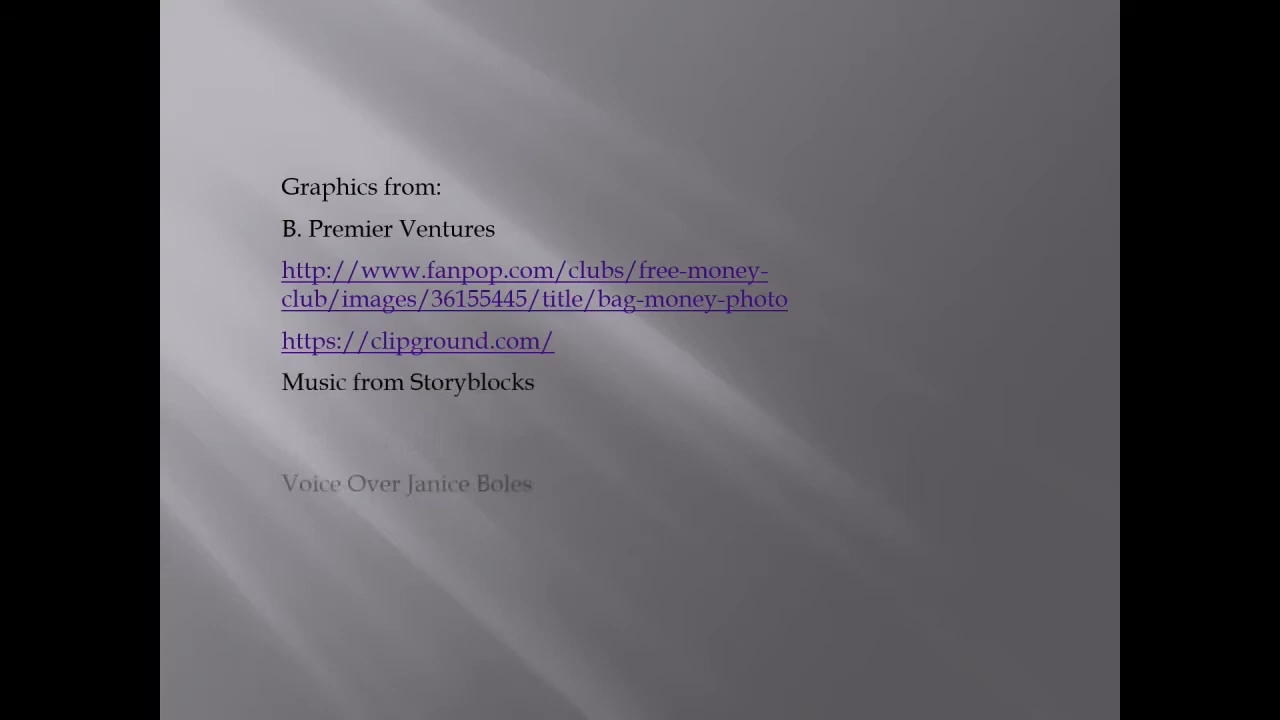 Graphics from:
B. Premier Ventures
http://www.fanpop.com/clubs/free-money-
club/images/36155445/title/bag-money-photo
https://clipground.com/
Music from Storyblocks
Voice Over Janice Boles